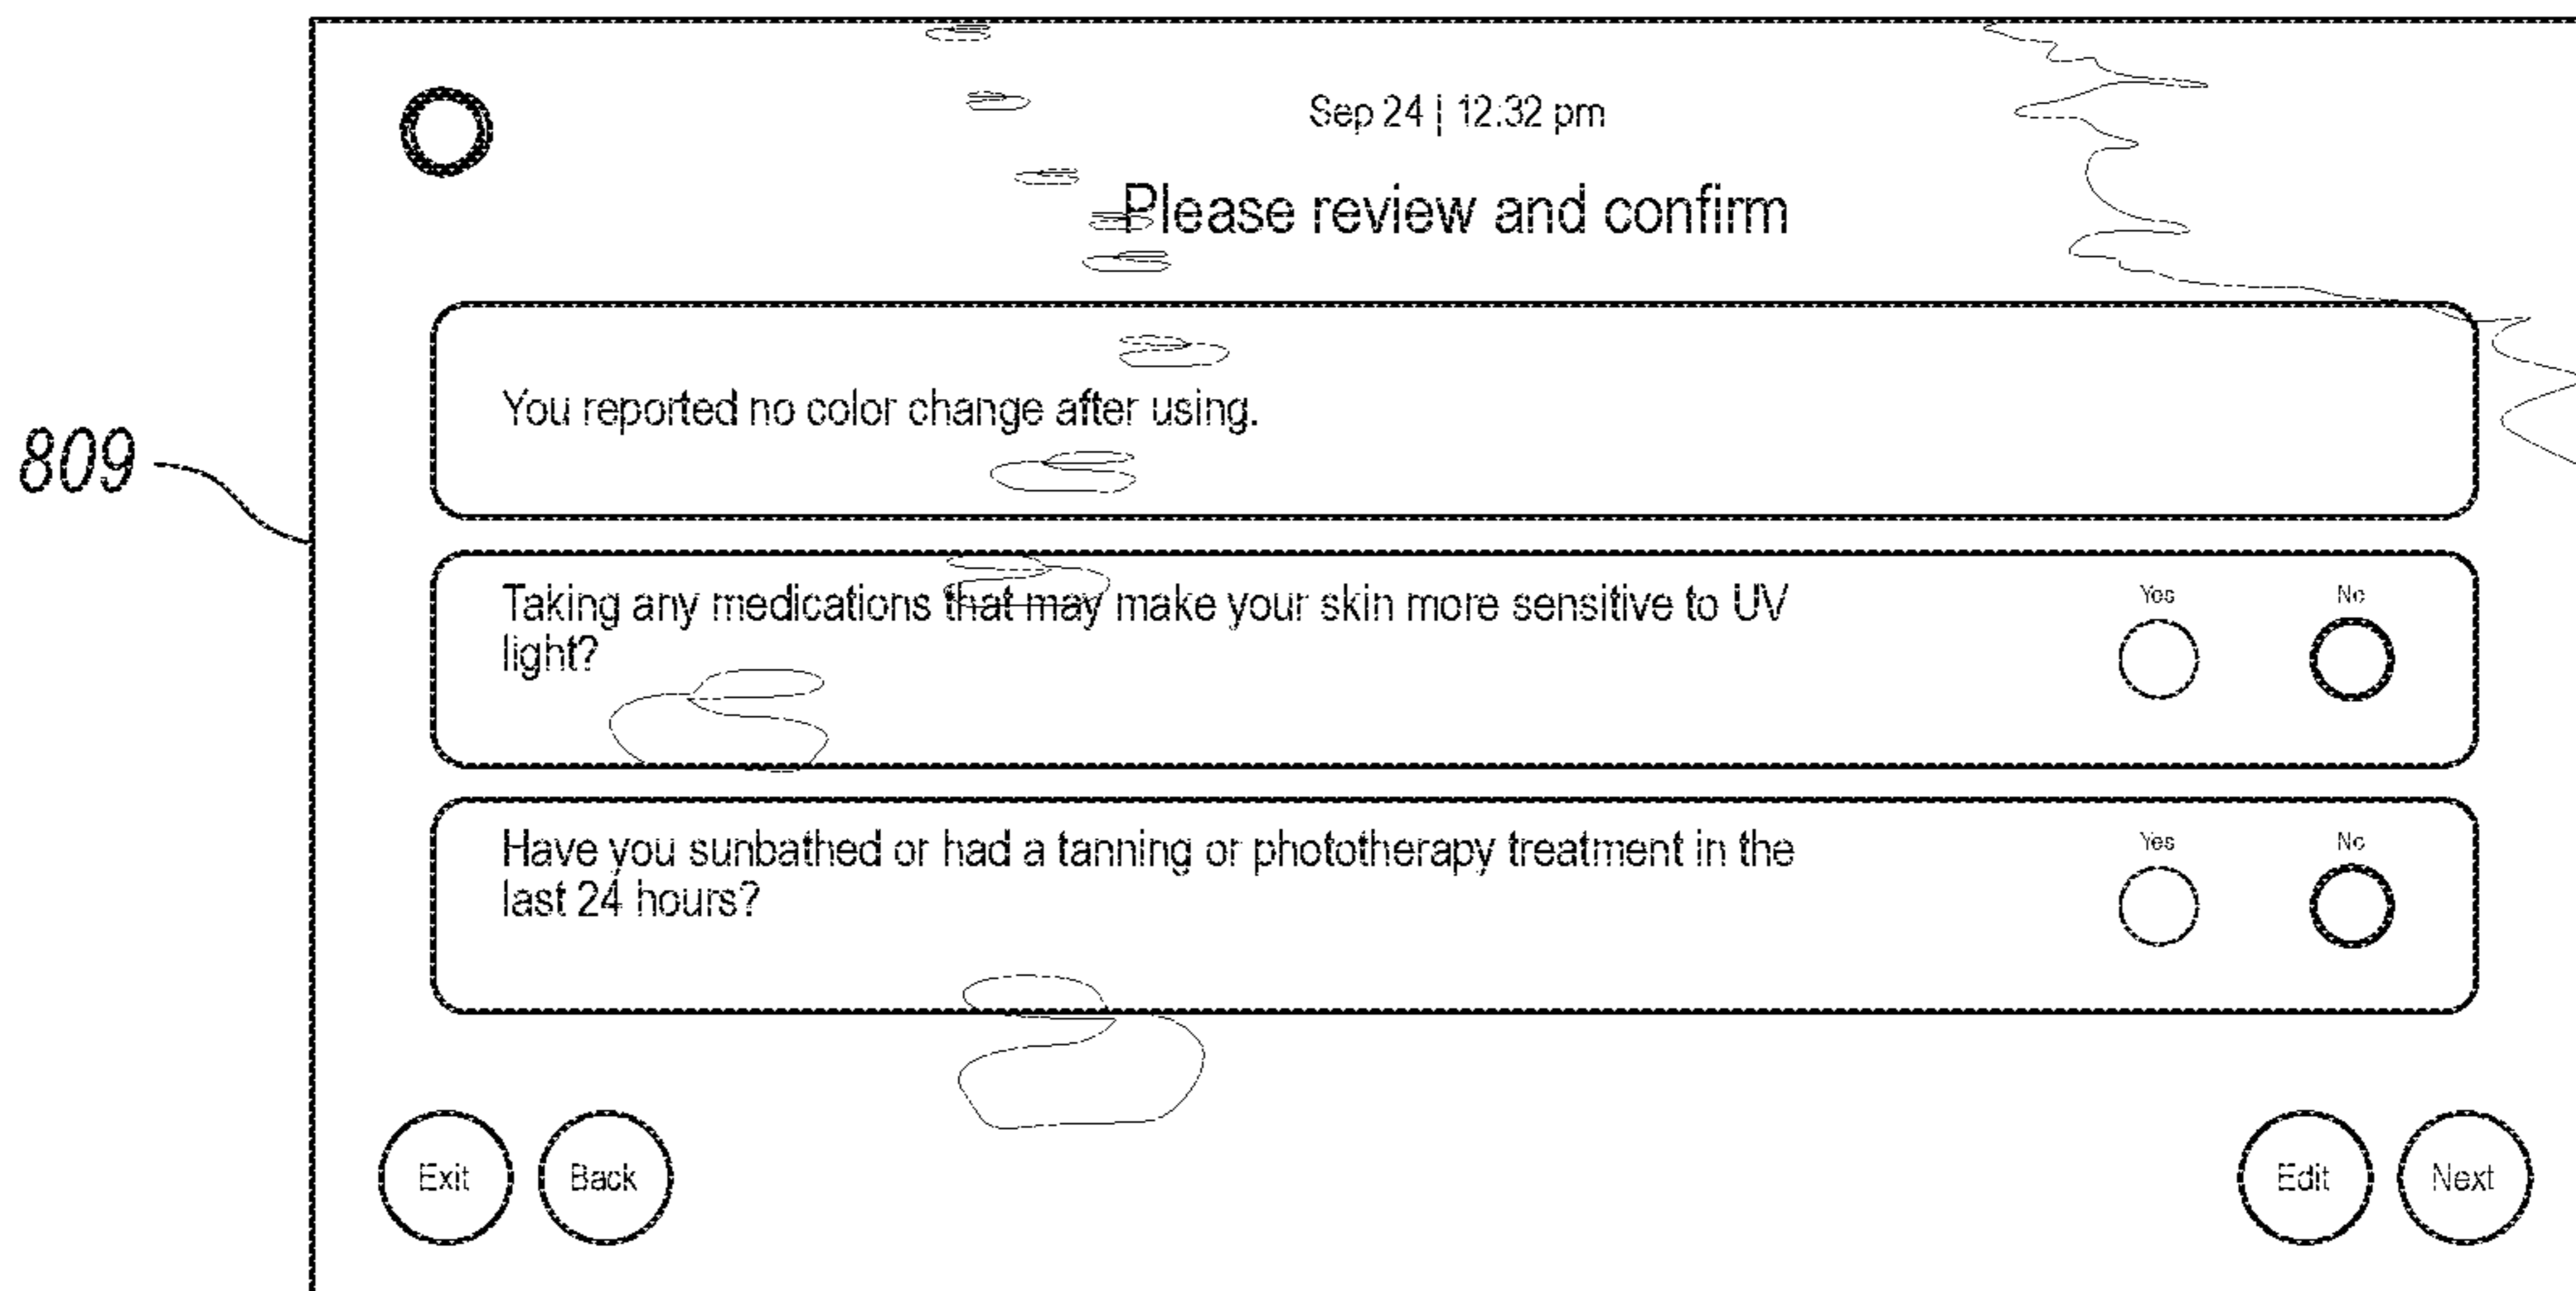 Sep 24 | 12:32 pm
Please review and confirm
809
You reported no color change after using.
Taking any medications that may make your skin more sensitive to UV
light?
Yes
No
Have you sunbathed or had a tanning or phototherapy treatment in the
last 24 hours?
Yes
No
Exit
Back
Edit
Next